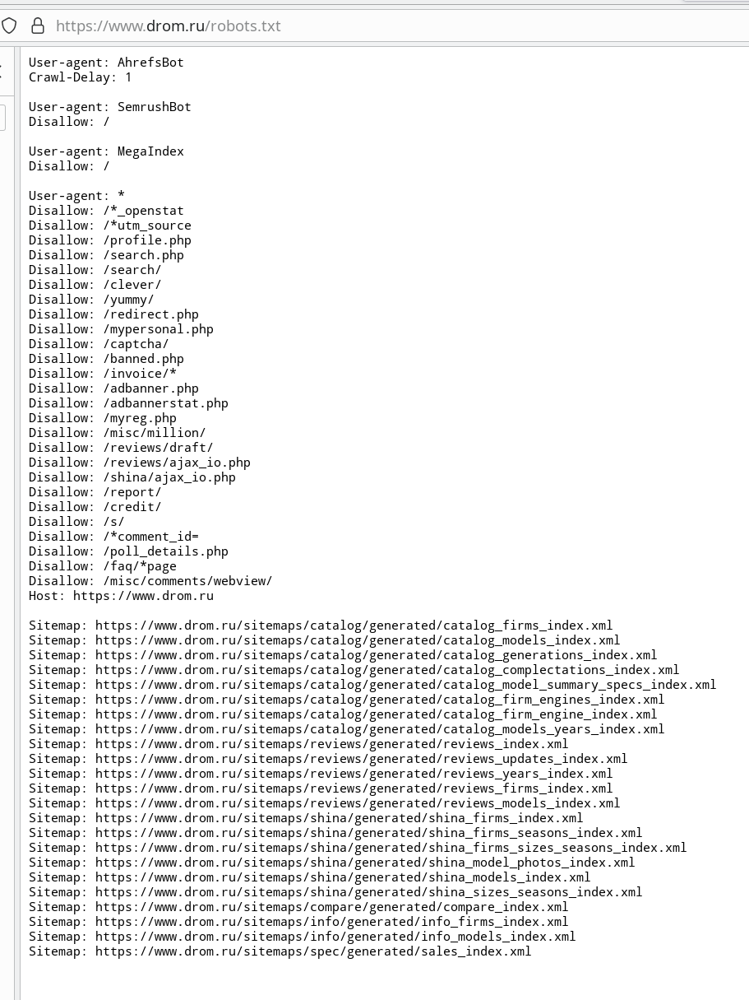 https://www.drom.ru/robots.txt
User-agent: AhrefsBot
Crawl-Delay: 1
User-agent: SemrushBot
Disallow: /
User-agent: MegaIndex
Disallow: /
User-agent: *
Disallow: /*_openstat
Disallow: /*utm_source
Disallow: /profile.php
Disallow: /search.php
Disallow: /search/
Disallow: /clever/
Disallow: /yummy/
Disallow: /redirect.php
Disallow: /mypersonal.php
Disallow: /captcha/
Disallow: /banned.php
Disallow: /invoice/*
Disallow: /adbanner.php
Disallow: /adbannerstat.php
Disallow: /myreg.php
Disallow: /misc/million/
Disallow: /reviews/draft/
Disallow: /reviews/ajax_io.php
Disallow: /shina/ajax_io.php
Disallow: /report/
Disallow: /credit/
Disallow: /s/
Disallow: /*comment_id=
Disallow: /poll_details.php
Disallow: /faq/*page
Disallow: /misc/comments/webview/
Host: https://www.drom.ru
Sitemap: https://www.drom.ru/sitemaps/catalog/generated/catalog_firms_index.xml
Sitemap: https://www.drom.ru/sitemaps/catalog/generated/catalog_models_index.xml
Sitemap: https://www.drom.ru/sitemaps/catalog/generated/catalog_generations_index.xml
Sitemap: https://www.drom.ru/sitemaps/catalog/generated/catalog_complectations_index.xml
Sitemap: https://www.drom.ru/sitemaps/catalog/generated/catalog_model_summary_specs_index.xml
Sitemap: https://www.drom.ru/sitemaps/catalog/generated/catalog_firm_engines_index.xml
Sitemap: https://www.drom.ru/sitemaps/catalog/generated/catalog_firm_engine_index.xml
Sitemap: https://www.drom.ru/sitemaps/catalog/generated/catalog_models_years_index.xml
Sitemap: https://www.drom.ru/sitemaps/reviews/generated/reviews_index.xml
Sitemap: https://www.drom.ru/sitemaps/reviews/generated/reviews_updates_index.xml
Sitemap: https://www.drom.ru/sitemaps/reviews/generated/reviews_years_index.xml
Sitemap: https://www.drom.ru/sitemaps/reviews/generated/reviews_firms_index.xml
Sitemap: https://www.drom.ru/sitemaps/reviews/generated/reviews_models_index.xml
Sitemap: https://www.drom.ru/sitemaps/shina/generated/shina_firms_index.xml
Sitemap: https://www.drom.ru/sitemaps/shina/generated/shina_firms_seasons_index.xml
Sitemap: https://www.drom.ru/sitemaps/shina/generated/shina_firms_sizes_seasons_index.xml
Sitemap: https://www.drom.ru/sitemaps/shina/generated/shina_model_photos_index.xml
Sitemap: https://www.drom.ru/sitemaps/shina/generated/shina_models_index.xml
Sitemap: https://www.drom.ru/sitemaps/shina/generated/shina_sizes_seasons_index.xml
Sitemap: https://www.drom.ru/sitemaps/compare/generated/compare_index.xml
Sitemap: https://www.drom.ru/sitemaps/info/generated/info_firms_index.xml
Sitemap: https://www.drom.ru/sitemaps/info/generated/info_models_index.xml
Sitemap: https://www.drom.ru/sitemaps/spec/generated/sales_index.xml